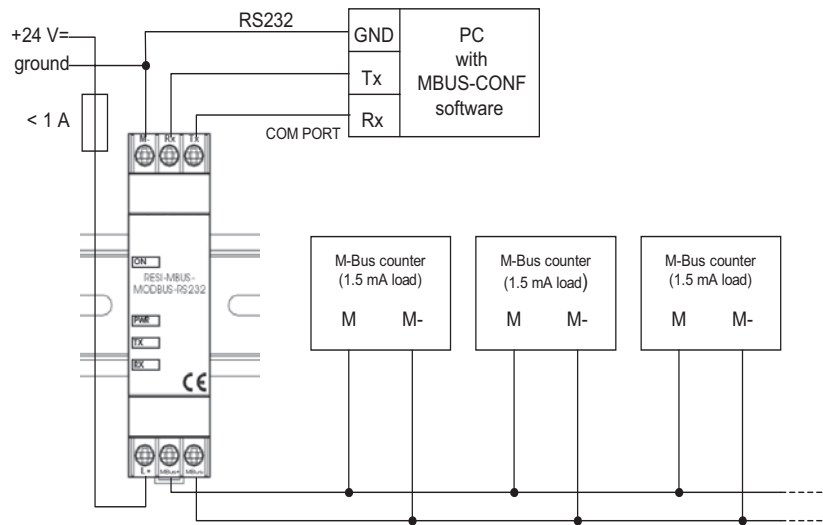 RS232
+24 V=
ground
< 1 A
GND
Tx
Rx
PC
with
MBUS-CONF
software
COM PORT
M-
Rx
Tx
ON
RESI-MBUS-
MODBUS-RS232
PWR
TX
RX
CE
L+
MBus+
MBus-
M-Bus counter
(1.5 mA load)
M M-
M-Bus counter
(1.5 mA load)
M M-
M-Bus counter
(1.5 mA load)
M M-